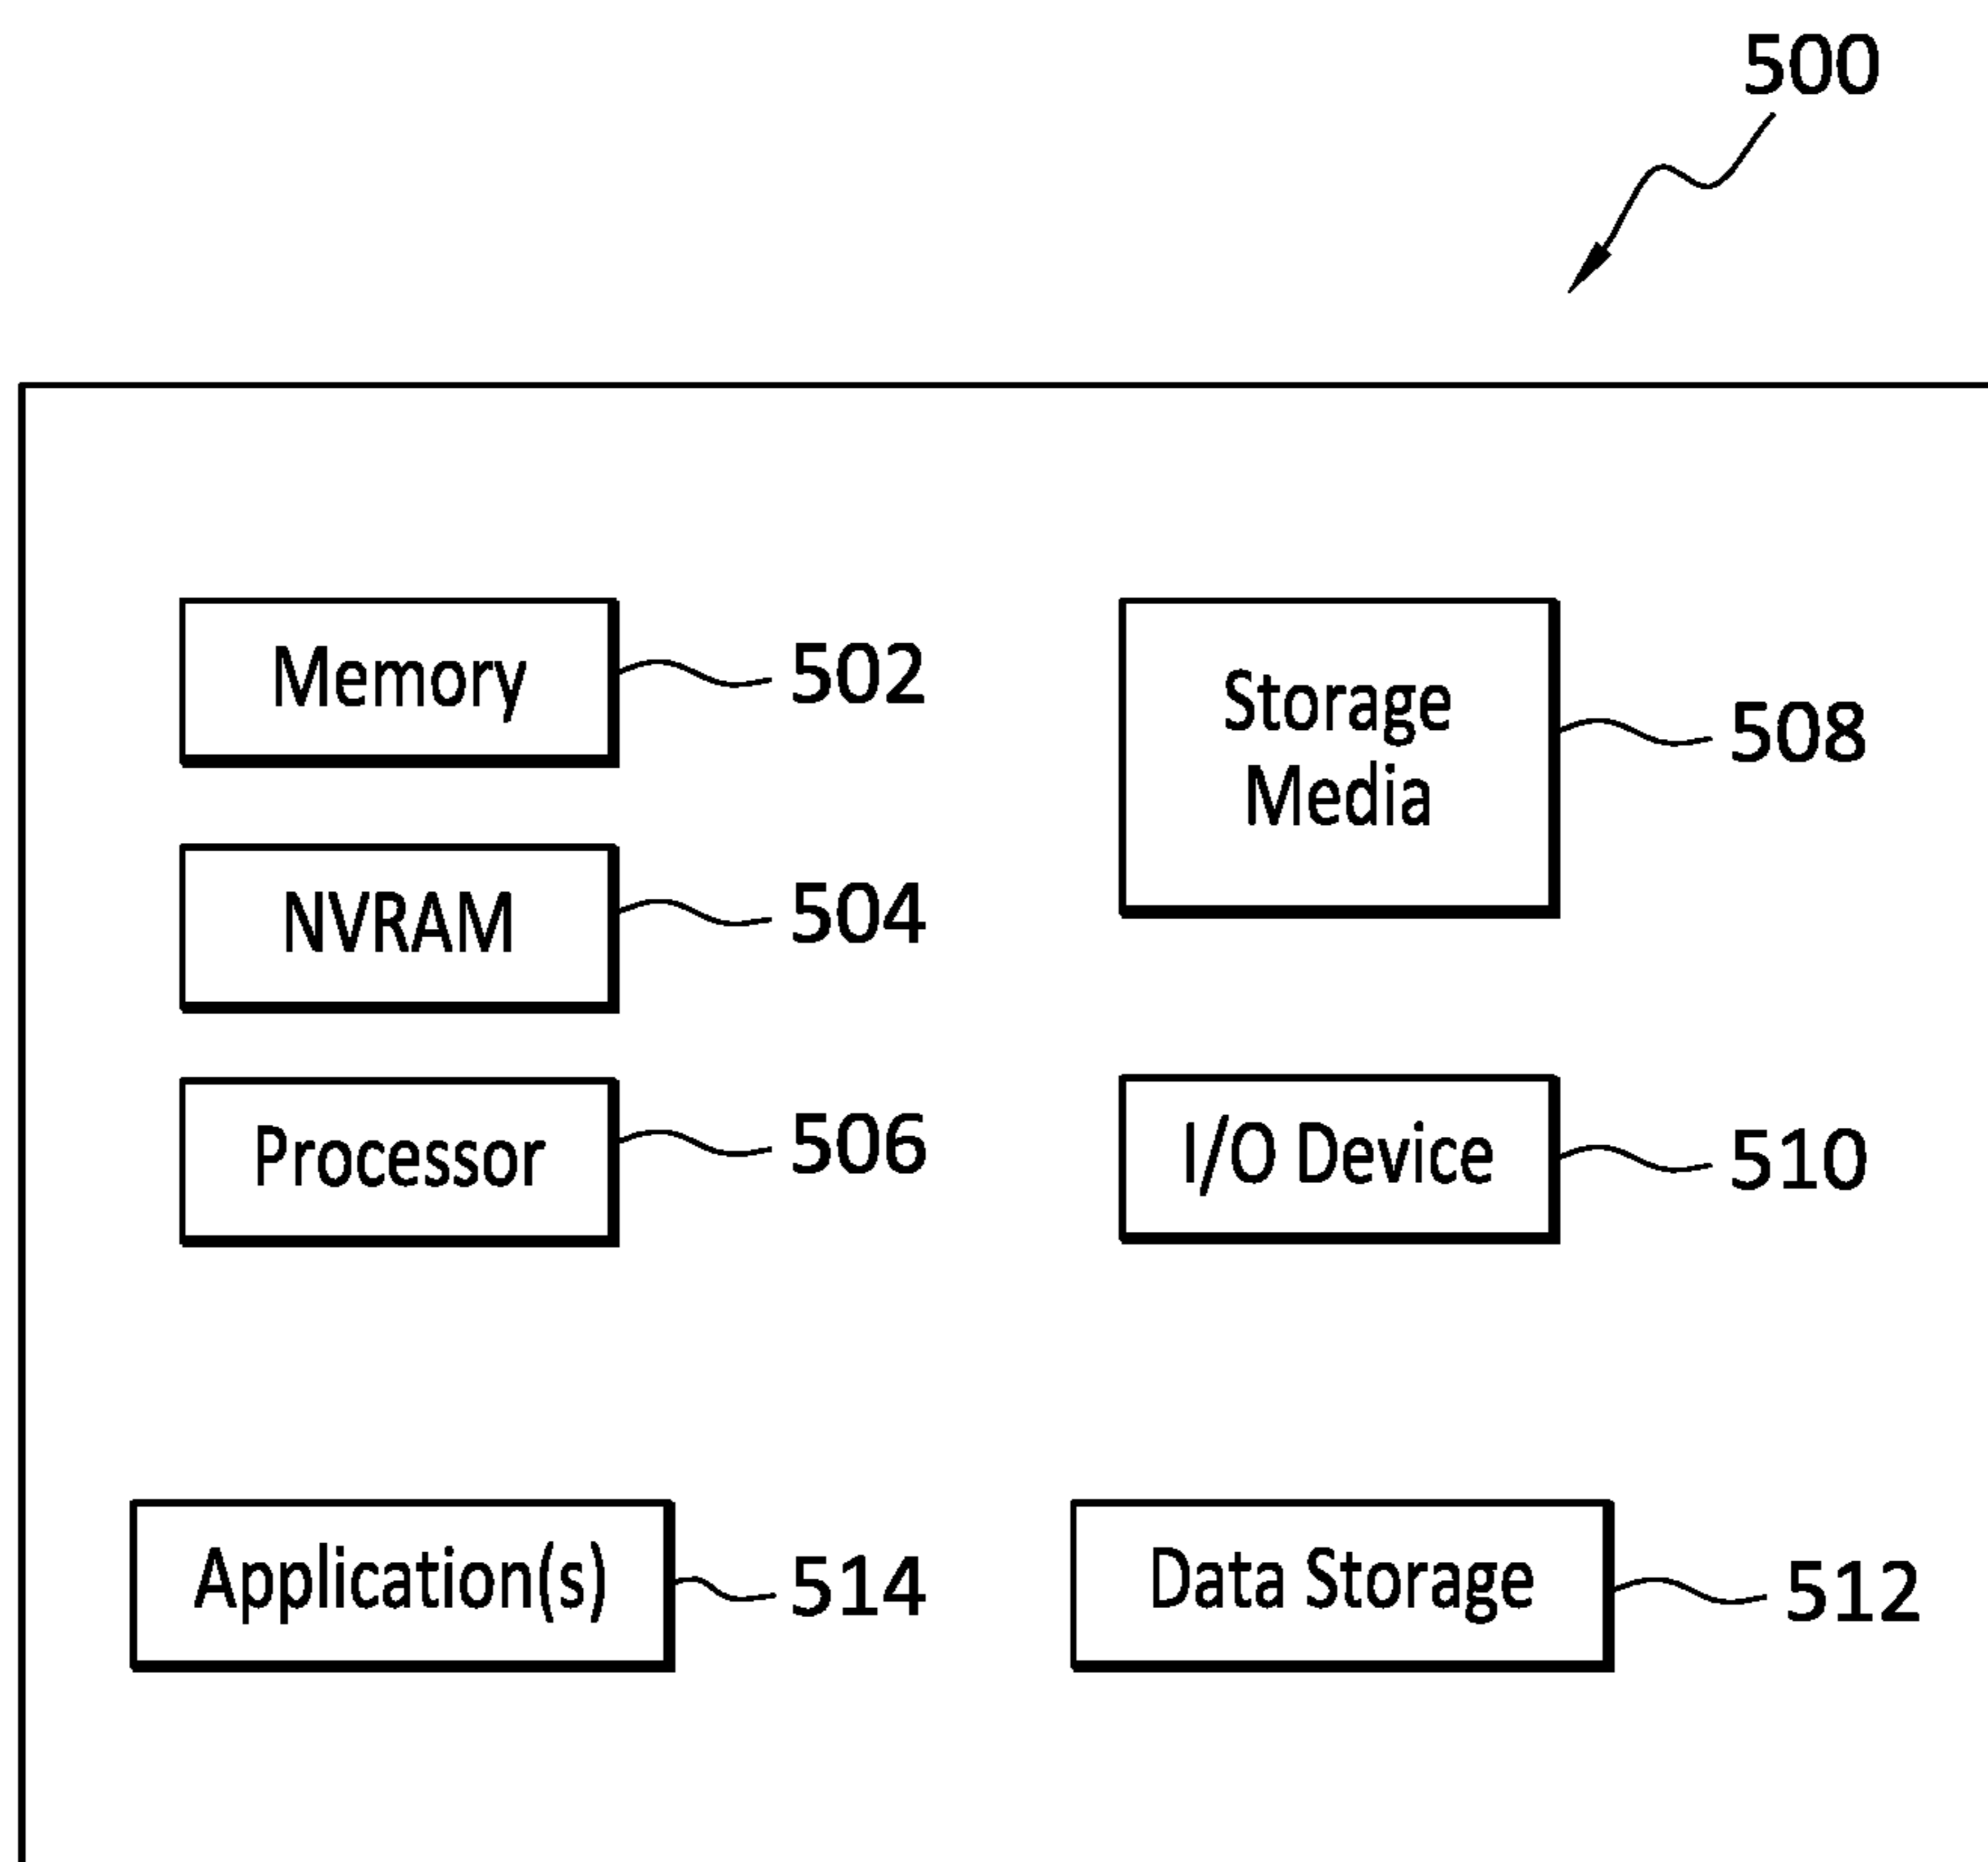 500
Memory
502
Storage
Media
508
NVRAM
504
Processor
506
I/O Device
510
Application(s)
514
Data Storage
512